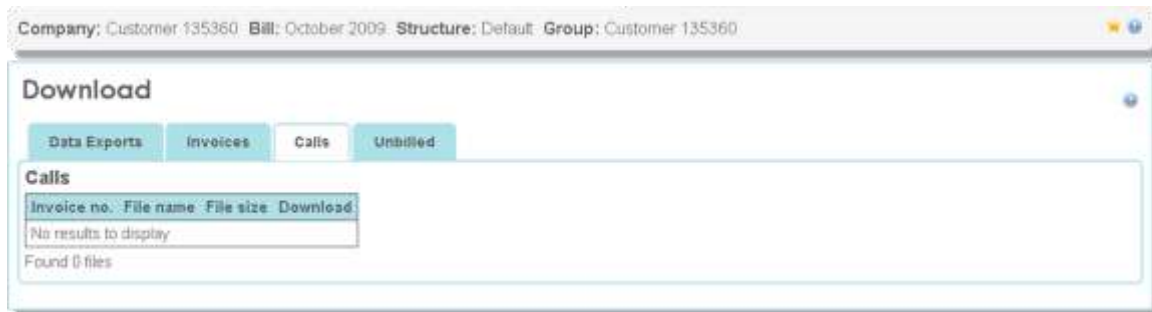 Company: Customer 135360 Bill: October 2009 Structure: Default Group: Customer 135360
Download
Data Exports Invoices Calls Unbilled
Calls
Invoice no. File name File size Download
No results to display
Found 0 files